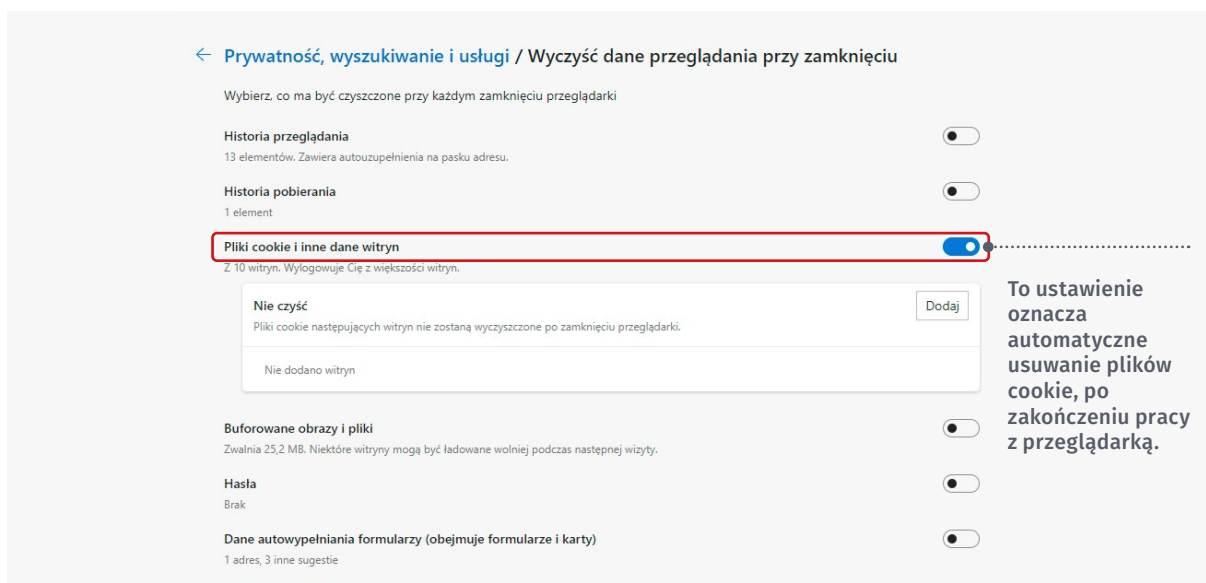 ← Prywatność, wyszukiwanie i usługi / Wyczyść dane przeglądania przy zamknięciu
Wybierz, co ma być czyszczone przy każdym zamknięciu przeglądarki
Historia przeglądania
13 elementów. Zawiera autouzupełnienia na pasku adresu.
Historia pobierania
1 element
Pliki cookie i inne dane witryn
Z 10 witryn. Wylogowuje Cię z większości witryn.
Nie czyść
Dodaj
Pliki cookie następujących witryn nie zostaną wyczyszczone po zamknięciu przeglądarki.
Nie dodano witryn
Buforowane obrazy i pliki
Zwalnia 25,2 MB. Niektóre witryny mogą być ładowane wolniej podczas następnej wizyty.
Hasła
Brak
Dane autowypełniania formularzy (obejmuje formularze i karty)
1 adres, 3 inne sugestie
To ustawienie
oznacza
automatyczne
usuwanie plików
cookie, po
zakończeniu pracy
z przeglądarką.